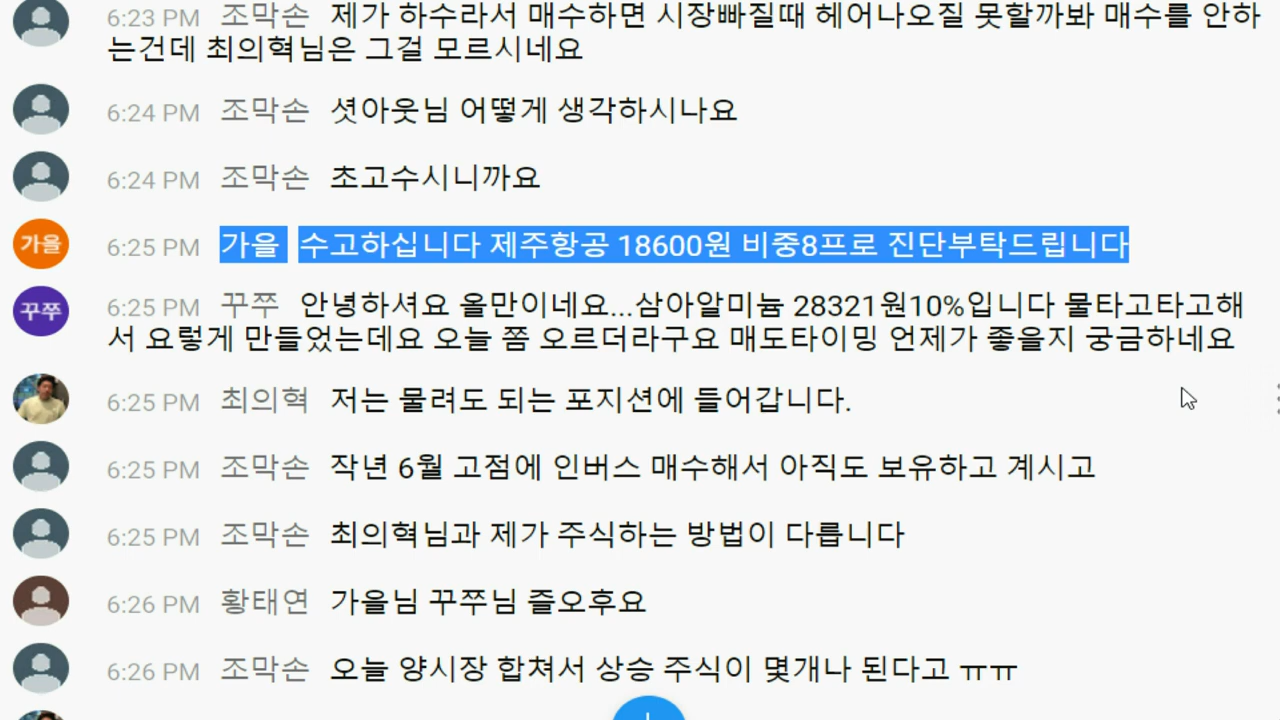 6:23 PM 조막손 제가 하수라서 매수하면 시장빠질때 헤어나오질 못할까봐 매수를 안하
는건데 최의혁님은 그걸 모르시네요
6:24 PM 조막손 셧아웃님 어떻게 생각하시나요
6:24 PM 조막손 초고수시니까요
가을 6:25 PM 가을 수고하십니다 제주항공 18600원 비중8프로 진단부탁드립니다
꾸쭈 6:25 PM 꾸쭈 안녕하셔요 올만이네요...삼아알미늄 28321원10%입니다 물타고타고해
서 요렇게 만들었는데요 오늘 쫌 오르더라구요 매도타이밍 언제가 좋을지 궁금하네요
6:25 PM 최의혁 저는 물려도 되는 포지션에 들어갑니다.
6:25 PM 조막손 작년 6월 고점에 인버스 매수해서 아직도 보유하고 계시고
6:25 PM 조막손 최의혁님과 제가 주식하는 방법이 다릅니다
6:26 PM 황태연 가을님 꾸쭈님 즐오후요
6:26 PM 조막손 오늘 양시장 합쳐서 상승 주식이 몇개나 된다고 ㅠㅠ